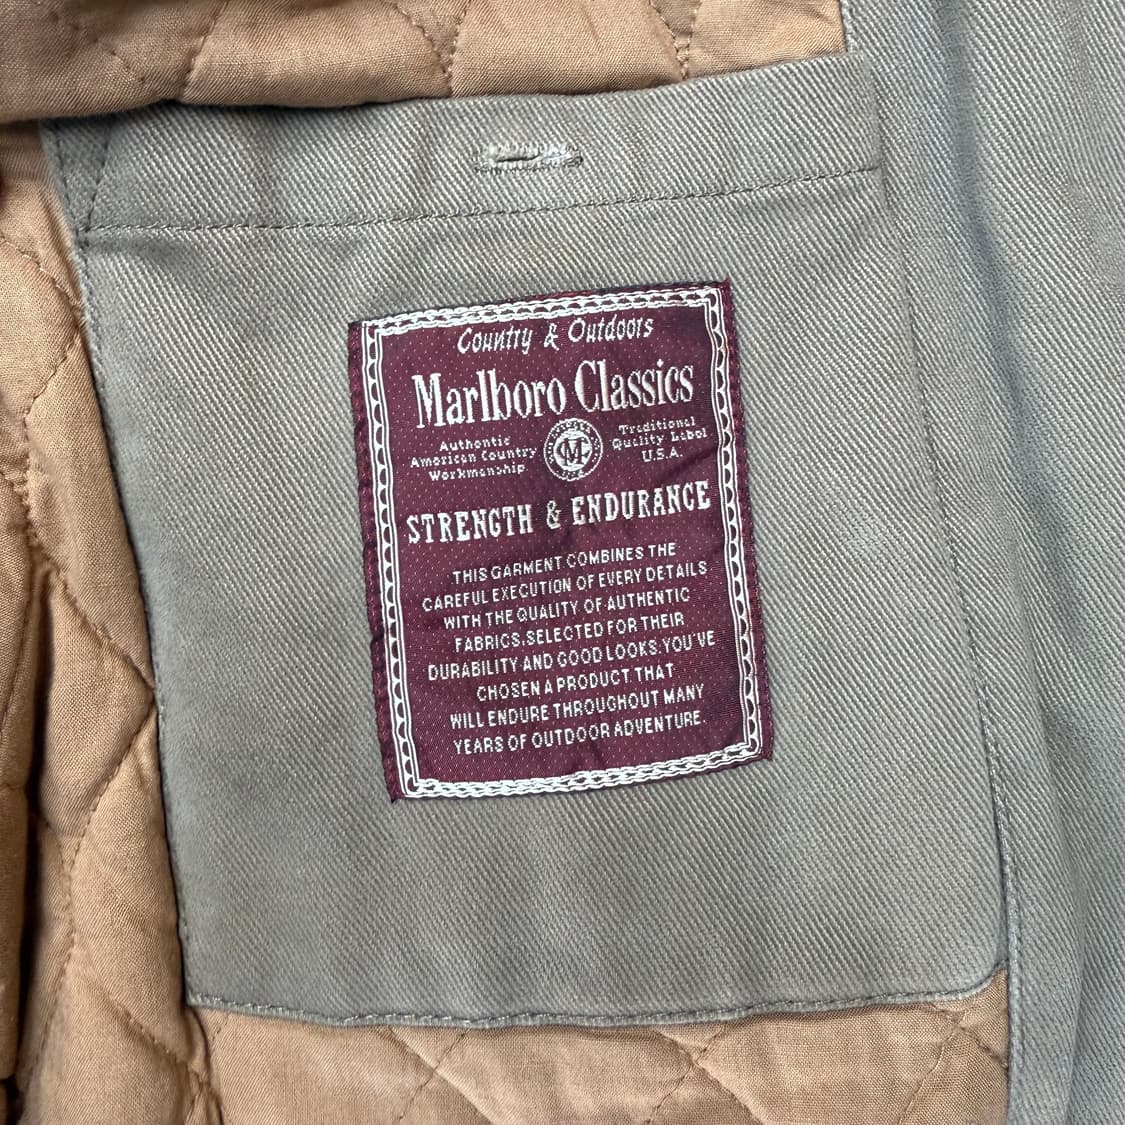 Country & Outdoors
Marlboro Classics
Authentic
American Country
Workmanship
M
Traditional
Quality Label
U.S.A.
STRENGTH & ENDURANCE
THIS GARMENT COMBINES THE
CAREFUL EXECUTION OF EVERY DETAILS
WITH THE QUALITY OF AUTHENTIC
FABRICS.SELECTED FOR THEIR
DURABILITY AND GOOD LOOKS.YOU'VE
CHOSEN A PRODUCT THAT
WILL ENDURE THROUGHOUT MANY
YEARS OF OUTDOOR ADVENTURE.